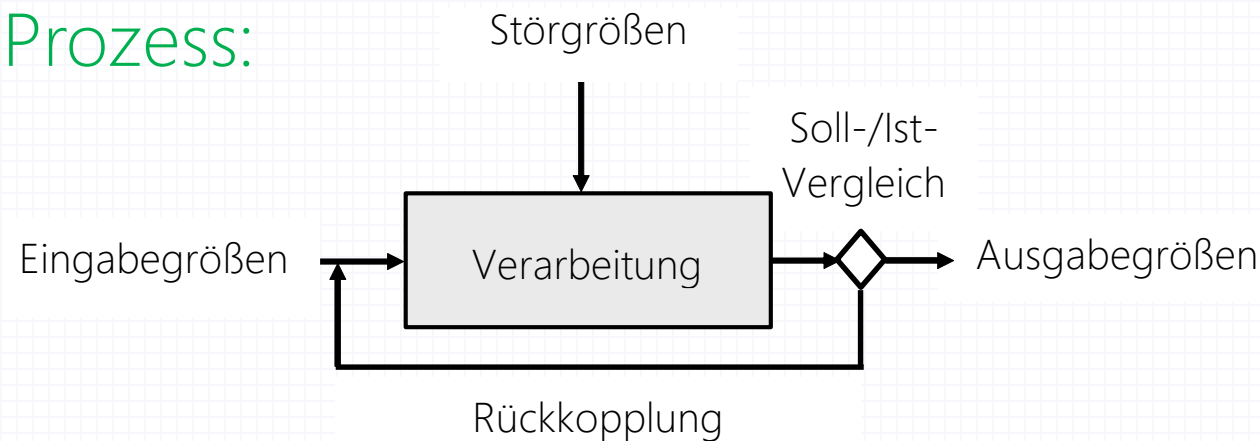 Prozess:
Störgrößen
Soll-/Ist-
Vergleich
Eingabegrößen
Verarbeitung
Ausgabegrößen
Rückkopplung